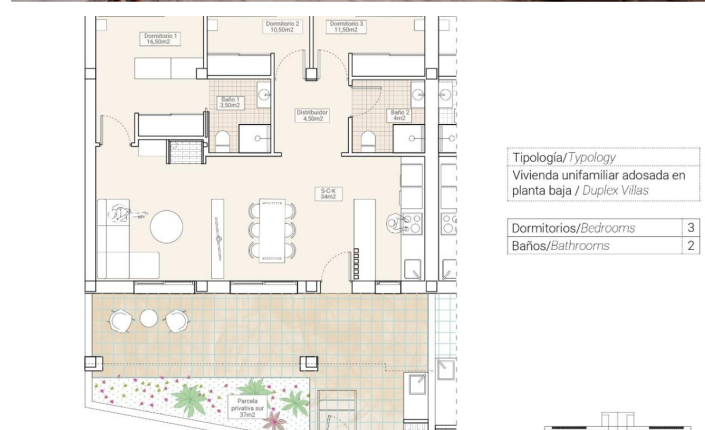 Dormitorio 1
16,50m2
Dormitorio 2
10,50m2
Dormitorio 3
11,50m2
Baño 1
3,50m2
Distribuidor
4,50m2
Baño 2
4m2
S-C-K
34m2
Parcela
privativa sur
37m2
Tipología/Typology
Vivienda unifamiliar adosada en
planta baja / Duplex Villas
Dormitorios/Bedrooms 3
Baños/Bathrooms 2